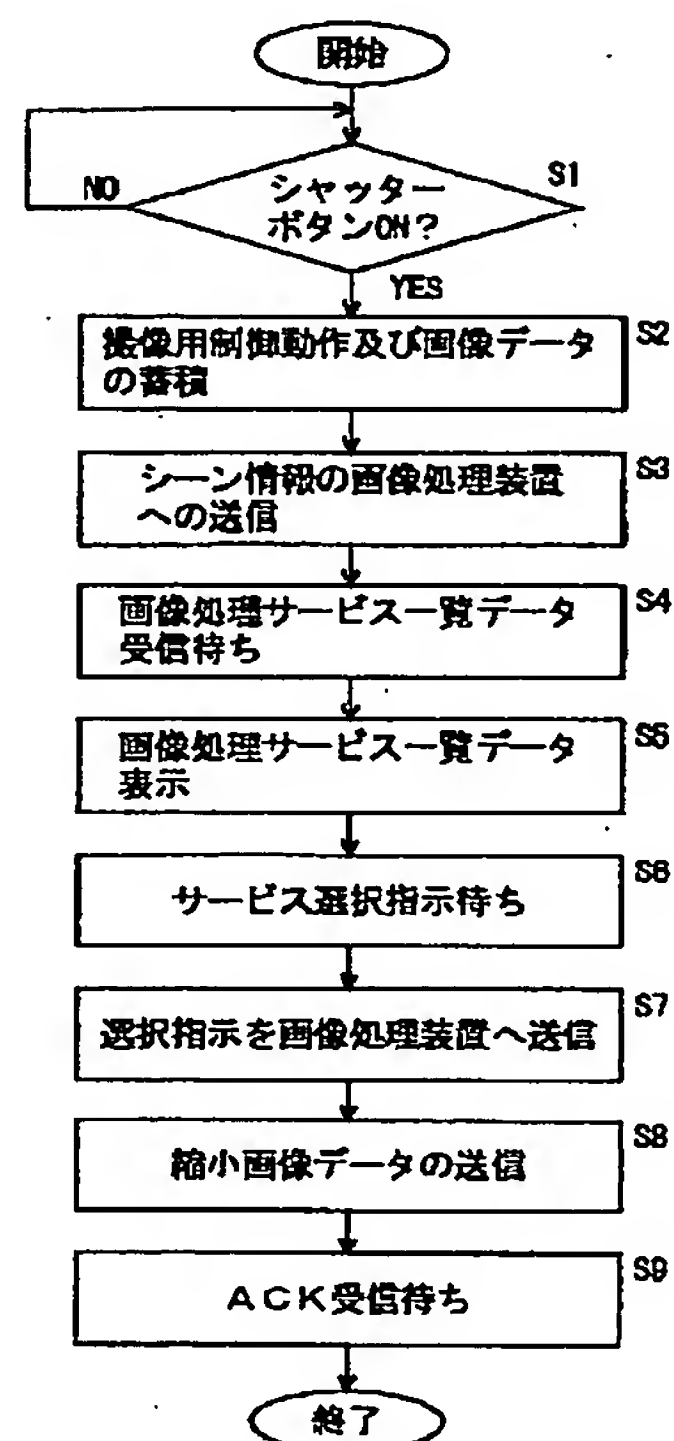 開始
シャッター
ボタンON?
S1
NO
YES
撮像用制御動作及び画像データ
の蓄積
S2
シーン情報の画像処理装置
への送信
S3
画像処理サービス一覧データ
受信待ち
S4
画像処理サービス一覧データ
表示
S5
サービス選択指示待ち
S6
選択指示を画像処理装置へ送信
S7
縮小画像データの送信
S8
ACK受信待ち
S9
終了